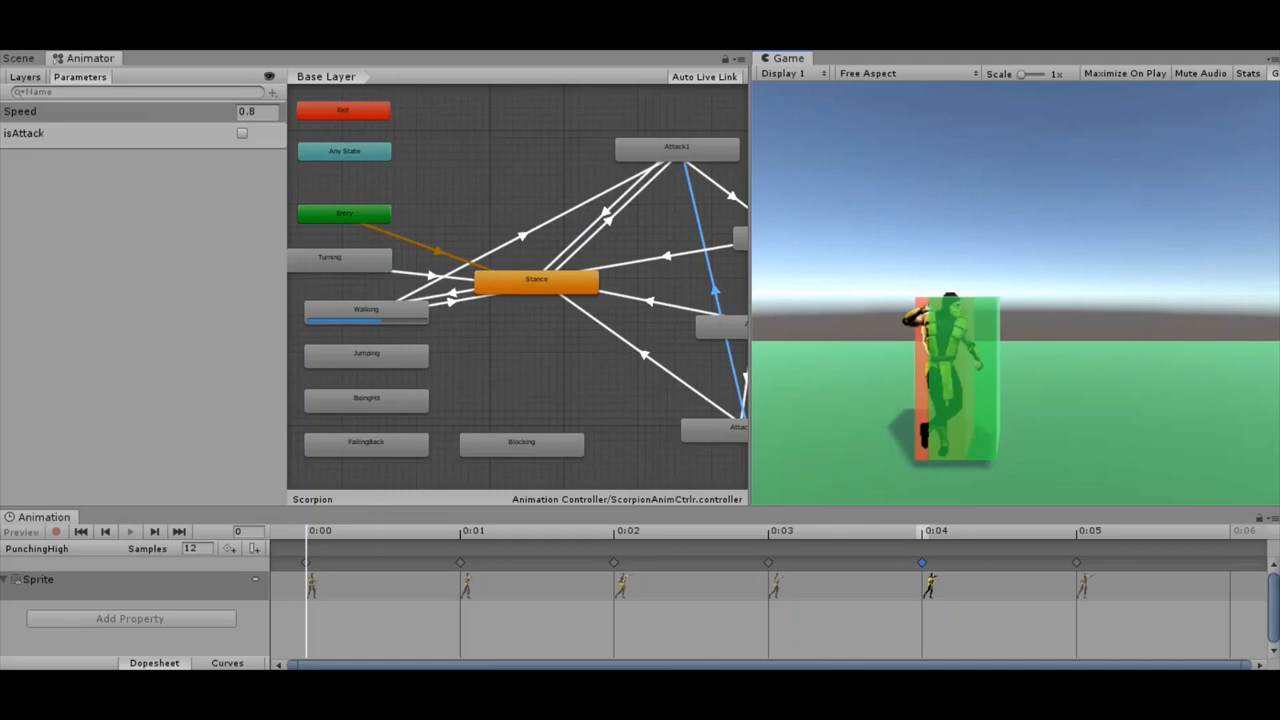 Scene Animator
Layers Parameters
Name
Speed 0.8
isAttack
Base Layer Auto Live Link
Exit
Any State
Entry
Turning
Walking
Jumping
BeingHit
FallingBack
Stance
Blocking
Attack1
A
Attac
Scorpion Animation Controller/ScorpionAnimCtrlr.controller
Game
Display 1 Free Aspect Scale 1x Maximize On Play Mute Audio Stats G
Animation
Preview 0 0:00 0:01 0:02 0:03 0:04 0:05 0:06
PunchingHigh Samples 12
Sprite
Add Property
Dopesheet Curves